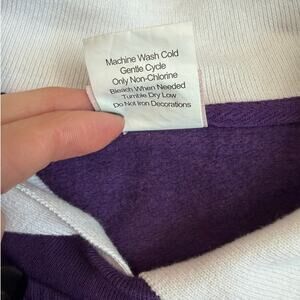 Machine Wash Cold
Gentle Cycle
Only Non-Chlorine
Bleach When Needed
Tumble Dry Low
Do Not Iron Decorations